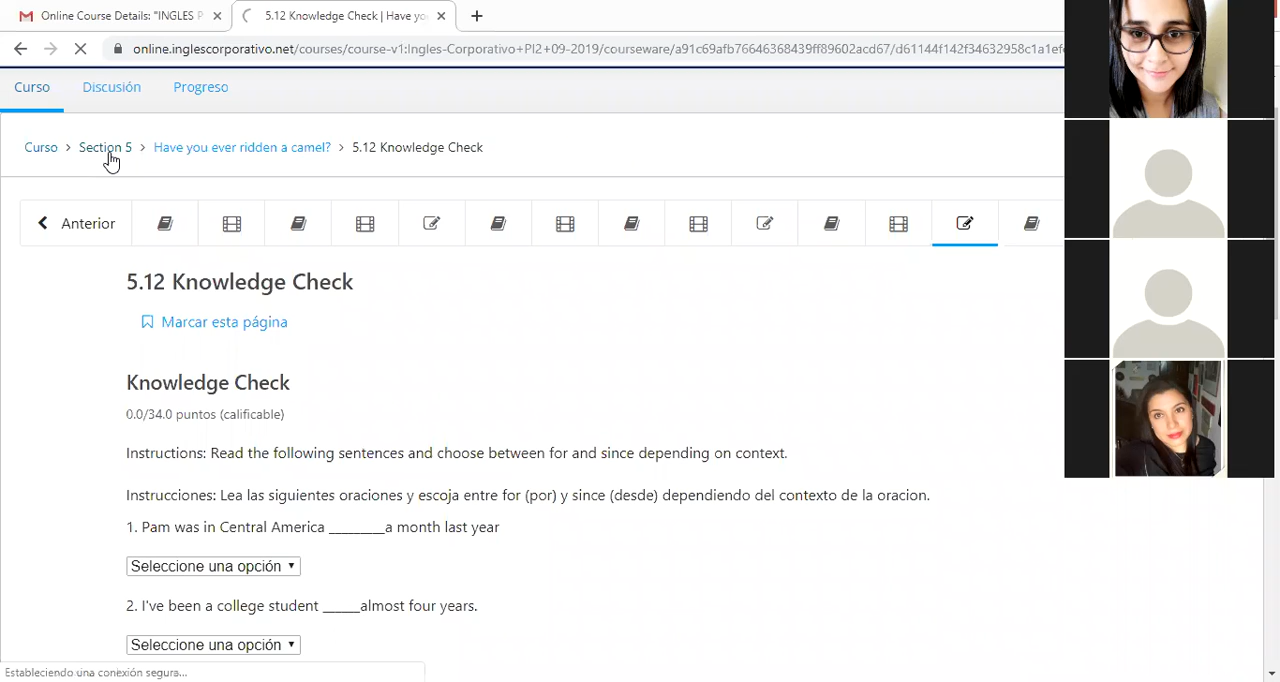 Online Course Details: "INGLES P
5.12 Knowledge Check | Have yo
online.inglescorporativo.net/courses/course-v1:Ingles-Corporativo+PI2+09-2019/courseware/a91c69afb76646368439ff89602acd67/d61144f142f34632958c1a1ef
Curso Discusión Progreso
Curso > Section 5 > Have you ever ridden a camel? > 5.12 Knowledge Check
Anterior
5.12 Knowledge Check
Marcar esta página
Knowledge Check
0.0/34.0 puntos (calificable)
Instructions: Read the following sentences and choose between for and since depending on context.
Instrucciones: Lea las siguientes oraciones y escoja entre for (por) y since (desde) dependiendo del contexto de la oracion.
1. Pam was in Central America _________a month last year
Seleccione una opción
2. I've been a college student ______almost four years.
Seleccione una opción
Estableciendo una conexión segura...